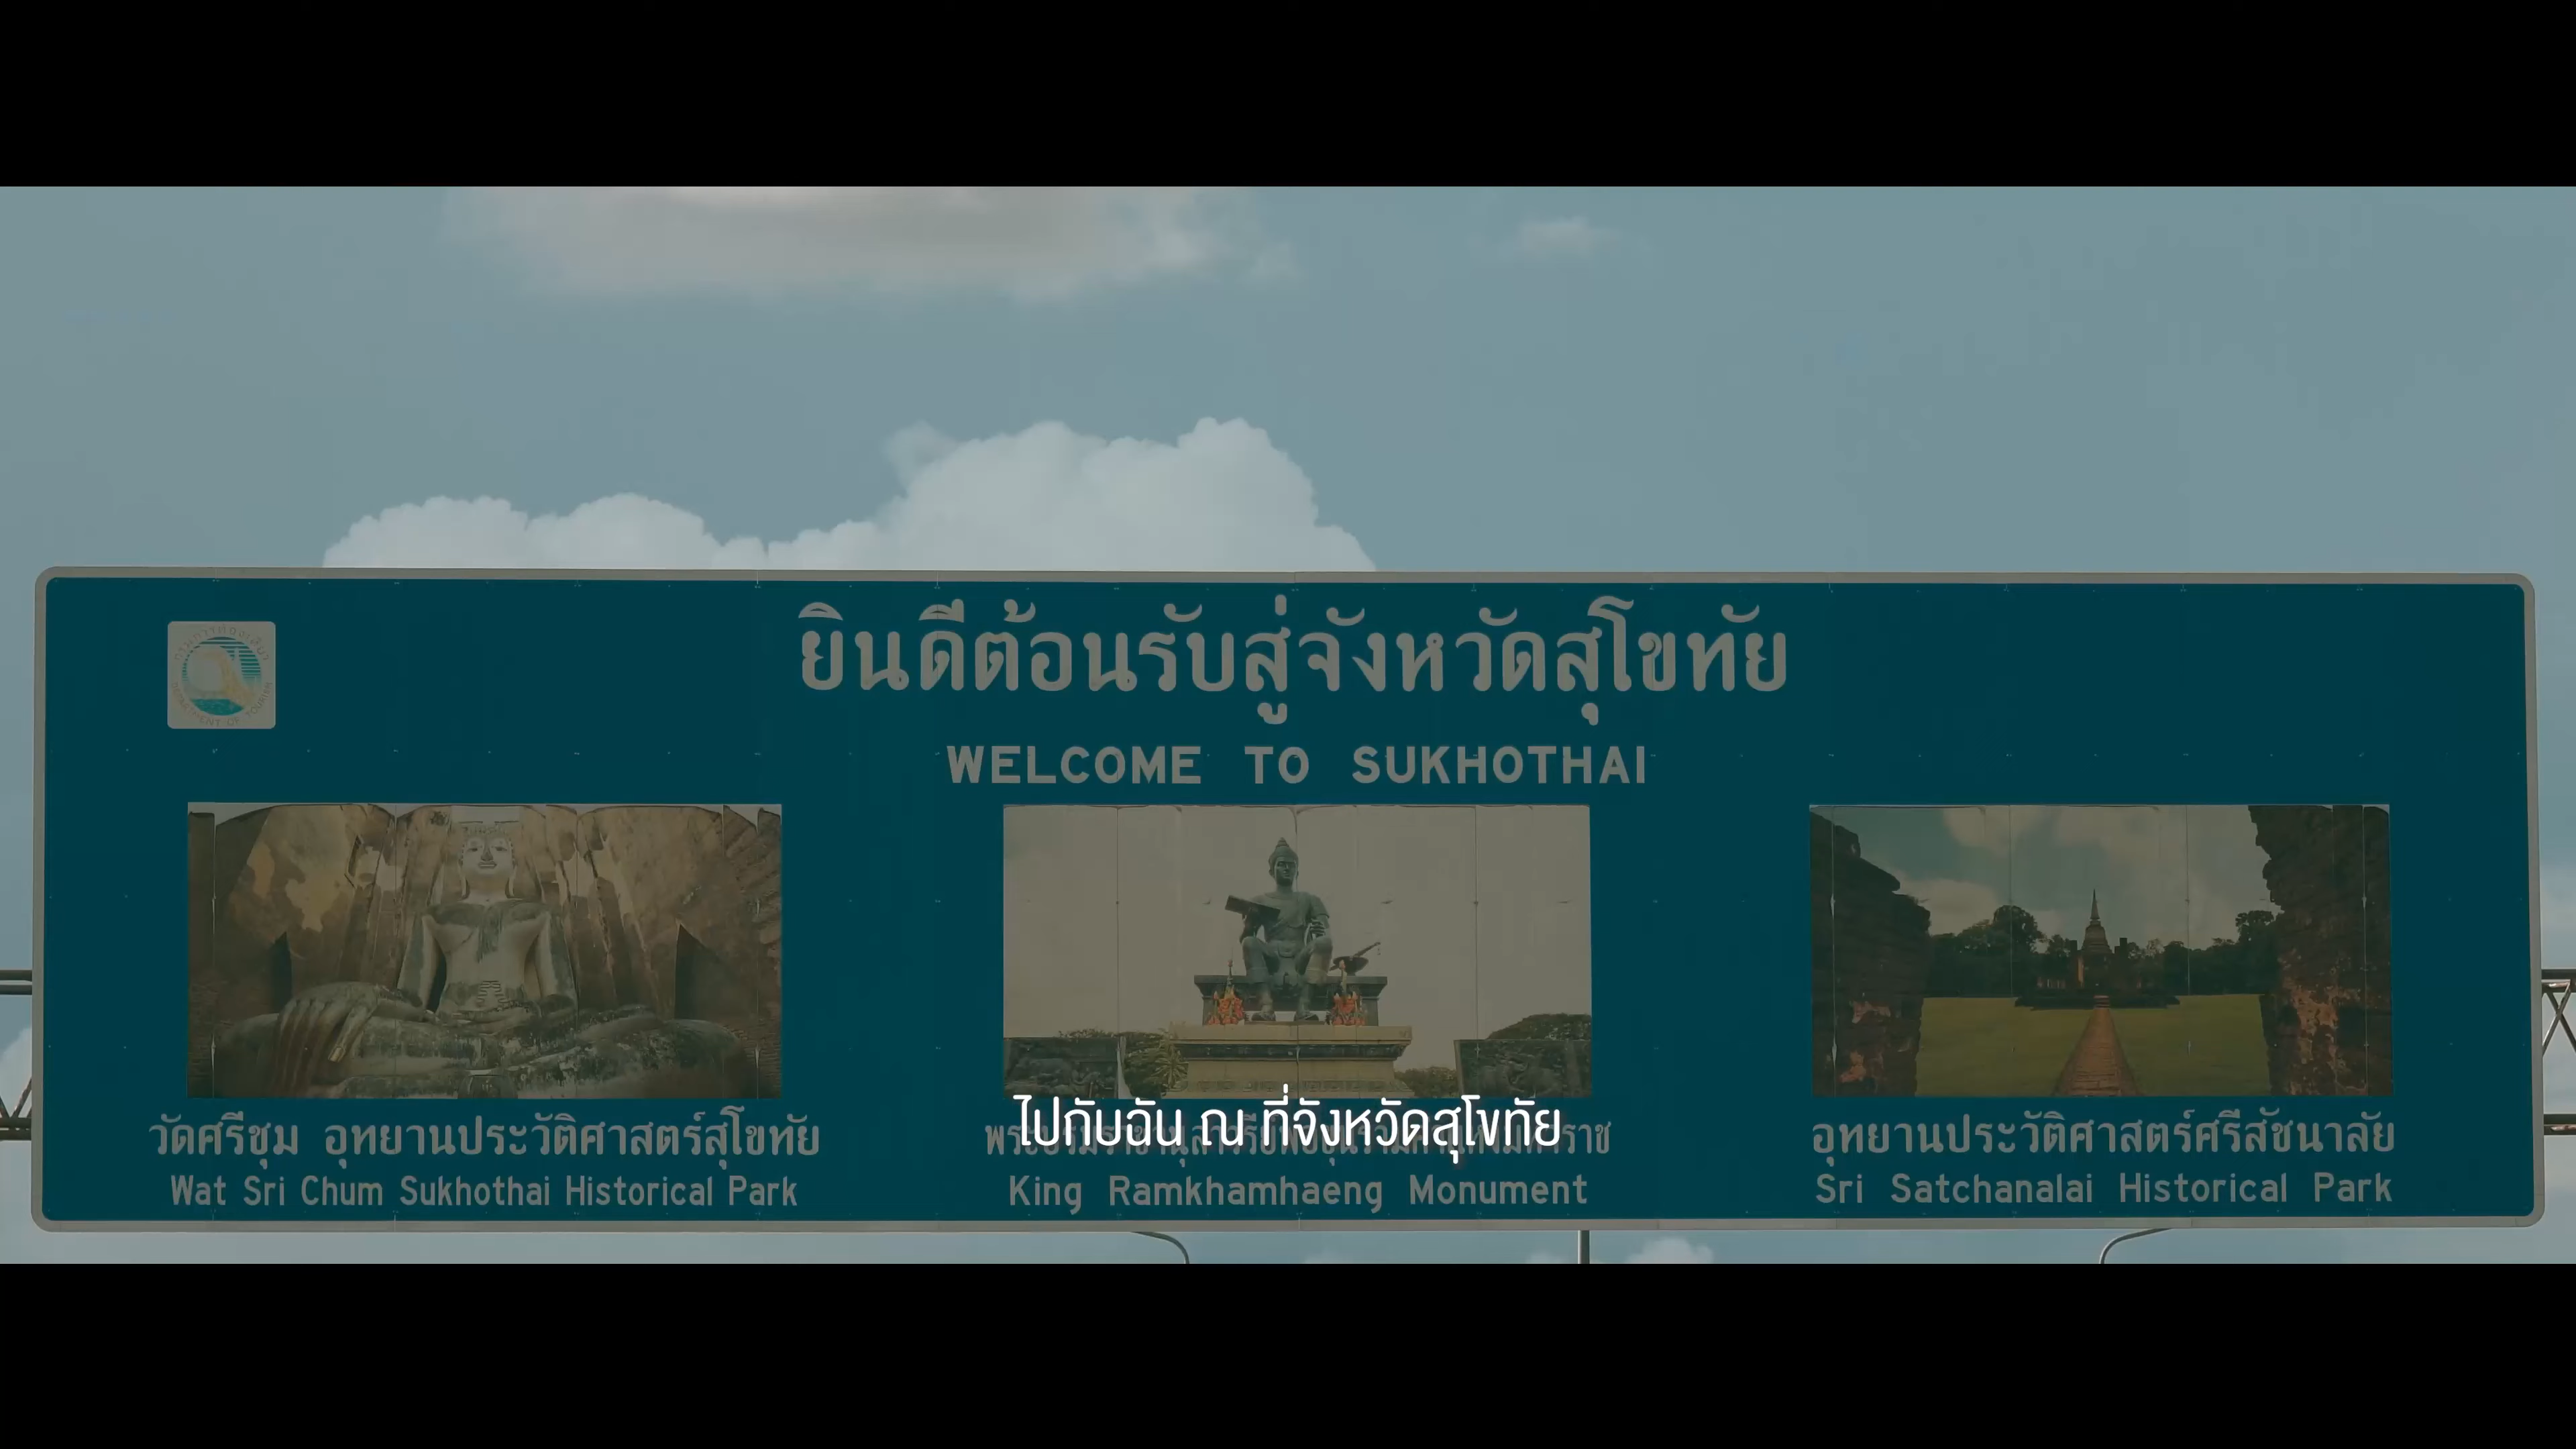 ยินดีต้อนรับสู่จังหวัดสุโขทัย
WELCOME TO SUKHOTHAI
ไปกับฉัน ณ ที่จังหวัดสุโขทัย
วัดศรีชุม อุทยานประวัติศาสตร์สุโขทัย
Wat Sri Chum Sukhothai Historical Park
King Ramkhamhaeng Monument
อุทยานประวัติศาสตร์ศรีสัชนาลัย
Sri Satchanalai Historical Park